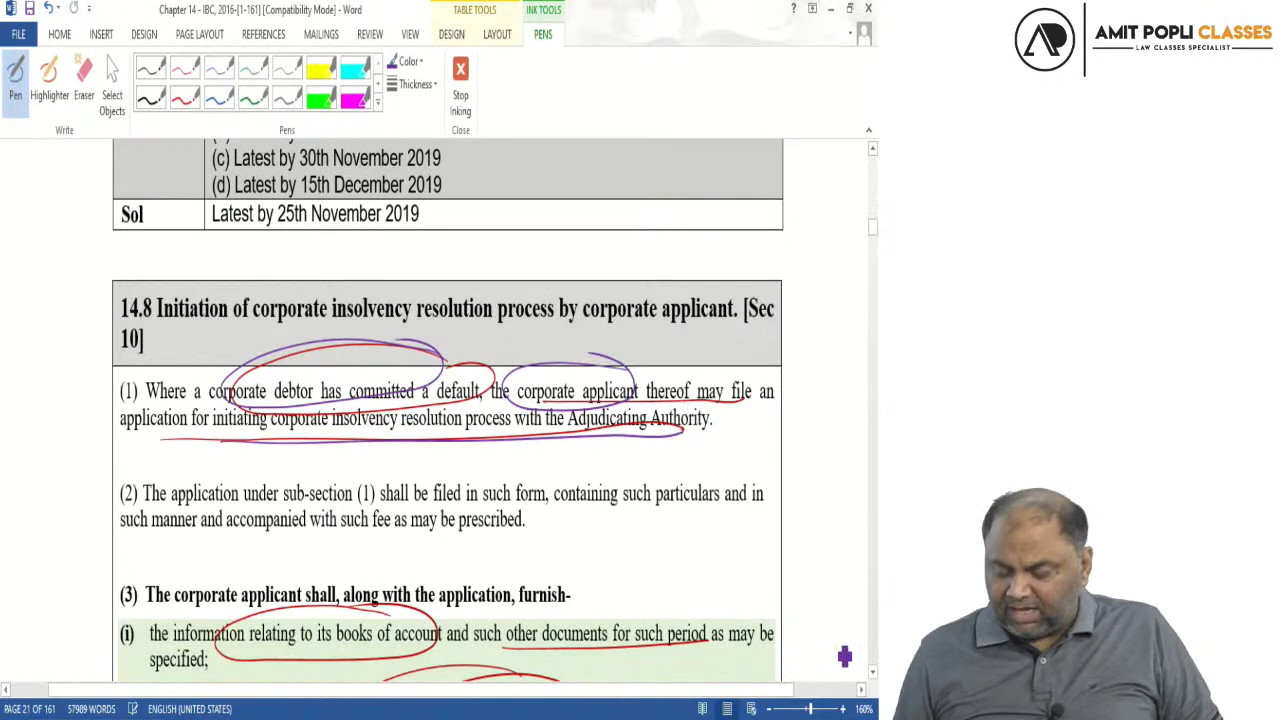 Chapter 14 - IBC, 2016-[1-161] [Compatibility Mode] - Word
TABLE TOOLS
INK TOOLS
FILE
HOME
INSERT
DESIGN
PAGE LAYOUT
REFERENCES
MAILINGS
REVIEW
VIEW
DESIGN
LAYOUT
PENS
Pen
Highlighter
Eraser
Select Objects
Color
Thickness
Stop Inking
Write
Pens
Close
AMIT POPLI CLASSES
LAW CLASSES SPECIALIST
(c) Latest by 30th November 2019
(d) Latest by 15th December 2019
Sol
Latest by 25th November 2019
14.8 Initiation of corporate insolvency resolution process by corporate applicant. [Sec
10]
(1) Where a corporate debtor has committed a default, the corporate applicant thereof may file an
application for initiating corporate insolvency resolution process with the Adjudicating Authority.
(2) The application under sub-section (1) shall be filed in such form, containing such particulars and in
such manner and accompanied with such fee as may be prescribed.
(3) The corporate applicant shall, along with the application, furnish-
(i) the information relating to its books of account and such other documents for such period as may be
specified;
PAGE 21 OF 161
57989 WORDS
ENGLISH (UNITED STATES)
160%